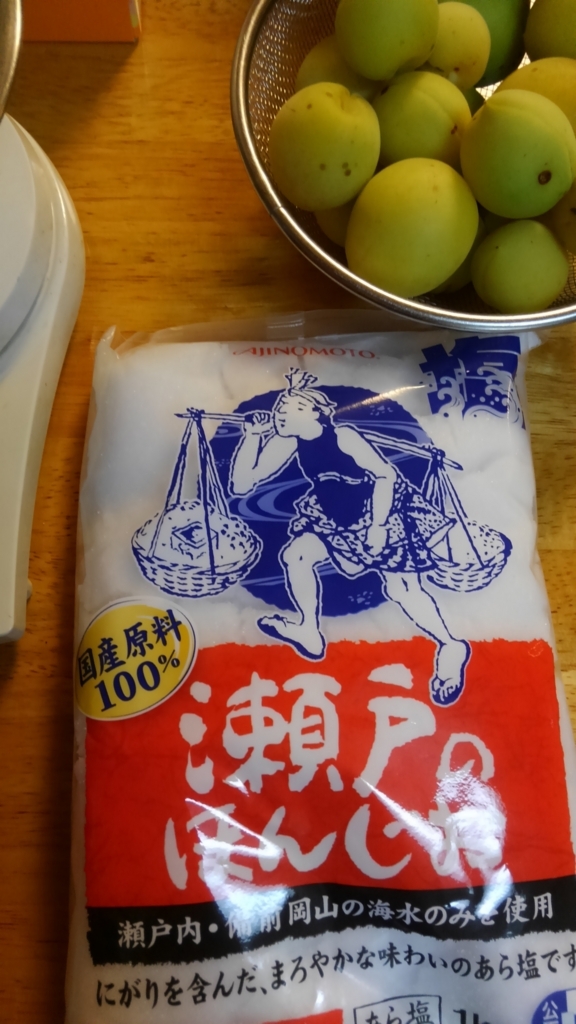 AJINOMOTO
塩
国産原料
100%
瀬戸の
ほんじお
瀬戸内・備前岡山の海水のみを使用
にがりを含んだ、まろやかな味わいのあら塩です
あら塩
公